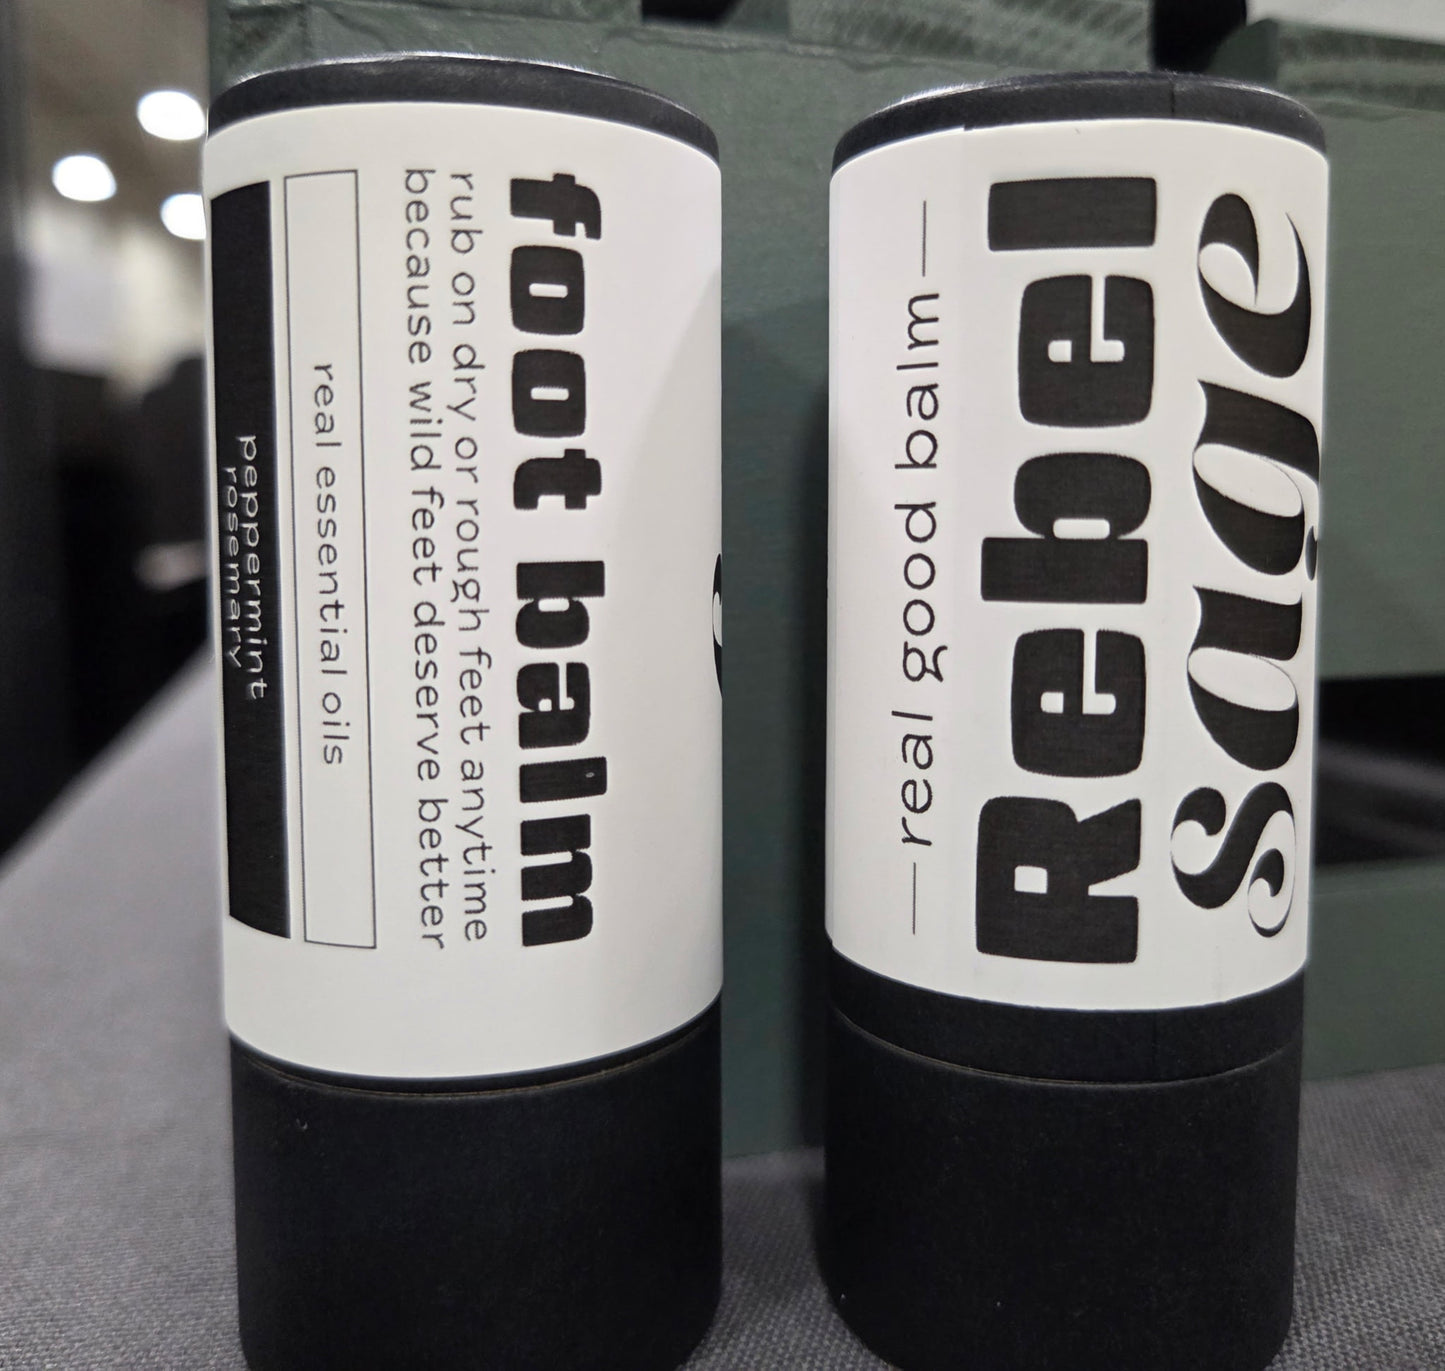 foot balm
rub on dry or rough feet anytime
because wild feet deserve better
real essential oils
peppermint
rosemary
real good balm
Rebel
Sage